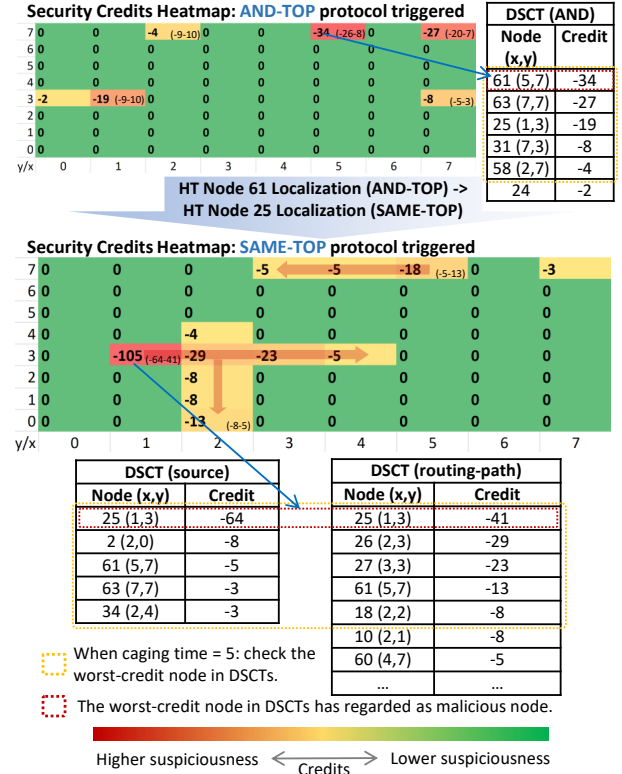 Security Credits Heatmap: AND-TOP protocol triggered
7 0 0 -4 (-9-10) 0 0 -34 (-26-8) 0 -27 (-20-7)
6 0 0 0 0 0 0 0 0
5 0 0 0 0 0 0 0 0
4 0 0 0 0 0 0 0 0
3 -2 -19 (-9-10) 0 0 0 0 0 -8 (-5-3)
2 0 0 0 0 0 0 0 0
1 0 0 0 0 0 0 0 0
0 0 0 0 0 0 0 0 0
y/x 0 1 2 3 4 5 6 7
DSCT (AND)
Node (x,y) Credit
61 (5,7) -34
63 (7,7) -27
25 (1,3) -19
31 (7,3) -8
58 (2,7) -4
24 -2
HT Node 61 Localization (AND-TOP) ->
HT Node 25 Localization (SAME-TOP)
Security Credits Heatmap: SAME-TOP protocol triggered
7 0 0 0 -5 -5 -18 (-5-13) 0 -3
6 0 0 0 0 0 0 0 0
5 0 0 0 0 0 0 0 0
4 0 0 -4 0 0 0 0 0
3 0 -105 (-64-41) -29 -23 -5 0 0 0
2 0 0 -8 0 0 0 0 0
1 0 0 -8 0 0 0 0 0
0 0 0 -13 (-8-5) 0 0 0 0 0
y/x 0 1 2 3 4 5 6 7
DSCT (source)
Node (x,y) Credit
25 (1,3) -64
2 (2,0) -8
61 (5,7) -5
63 (7,7) -3
34 (2,4) -3
DSCT (routing-path)
Node (x,y) Credit
25 (1,3) -41
26 (2,3) -29
27 (3,3) -23
61 (5,7) -13
18 (2,2) -8
10 (2,1) -8
60 (4,7) -5
... ...
When caging time = 5: check the
worst-credit node in DSCTs.
The worst-credit node in DSCTs has regarded as malicious node.
Higher suspiciousness Credits Lower suspiciousness